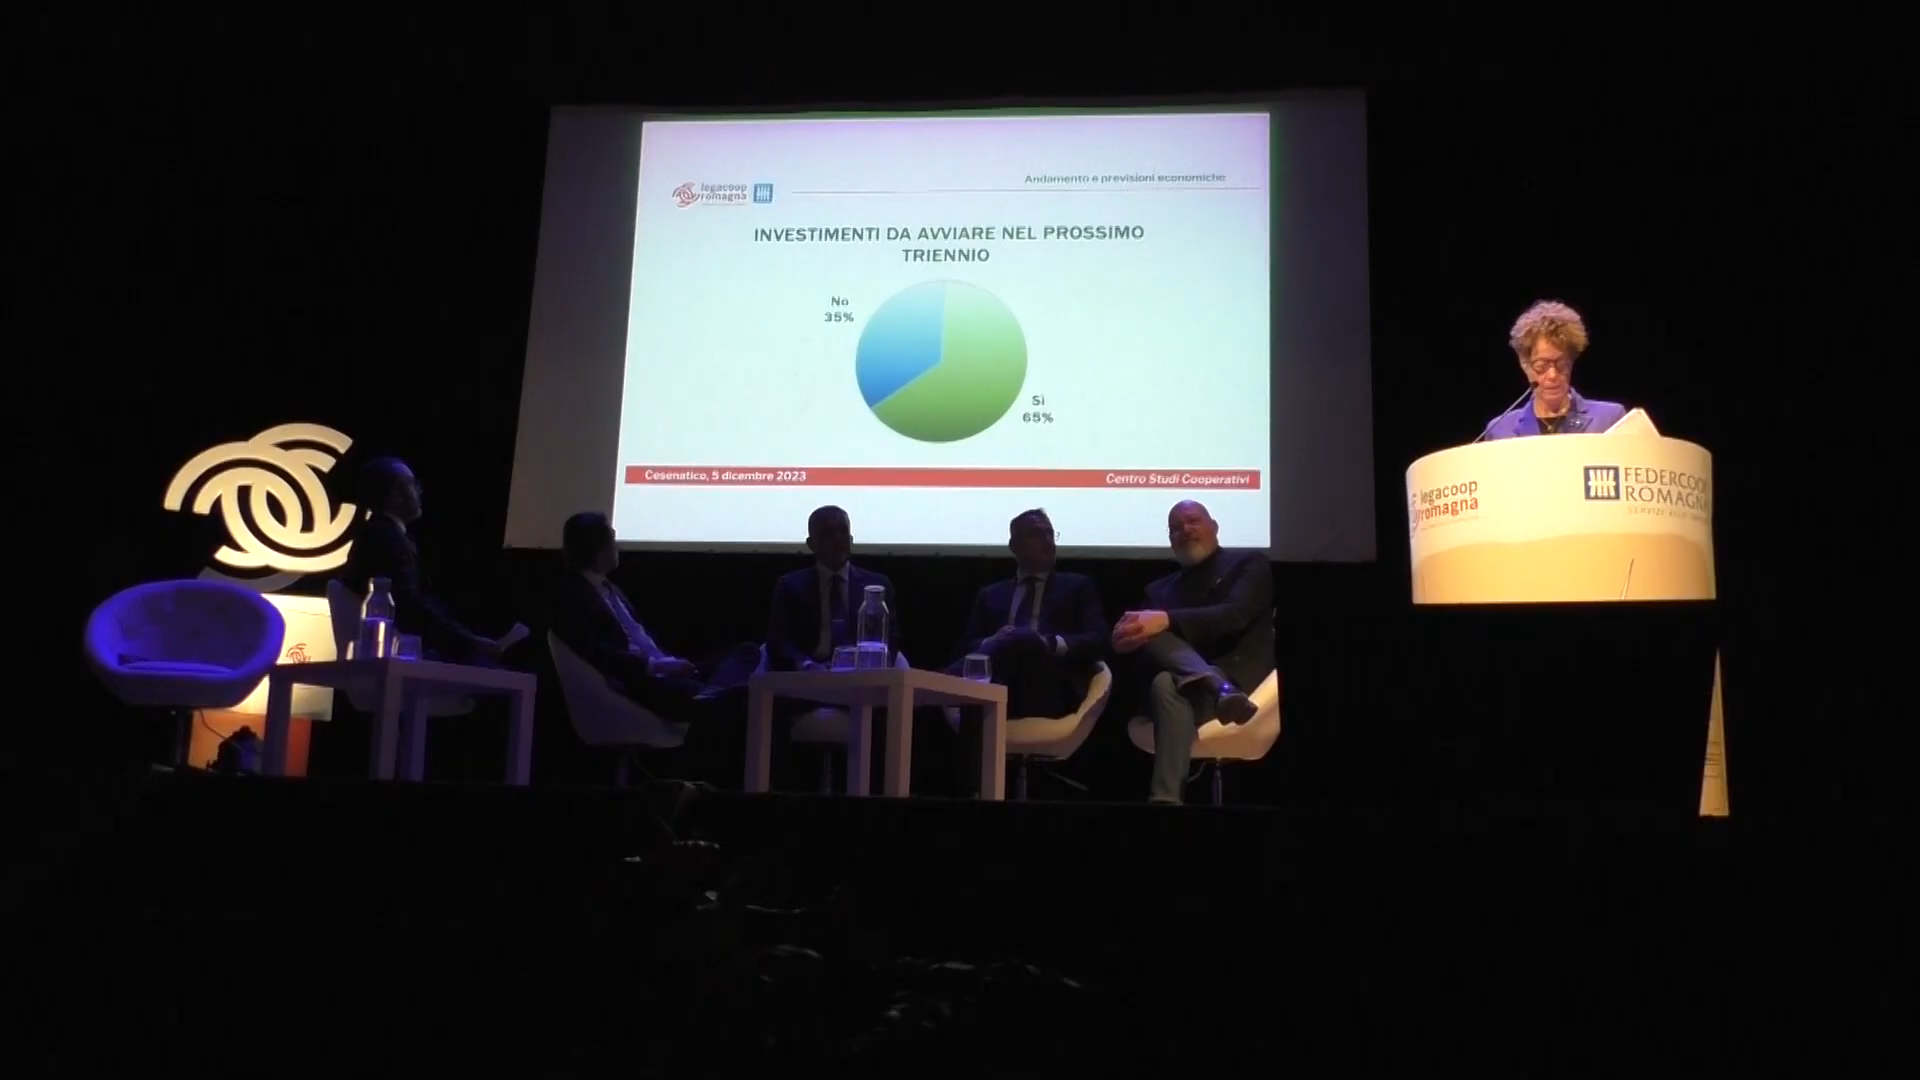 Andamento e previsioni economiche
legacoop
romagna
INVESTIMENTI DA AVVIARE NEL PROSSIMO
TRIENNIO
No
35%
Sì
65%
Cesenatico, 5 dicembre 2023
Centro Studi Cooperativi
legacoop
romagna
FEDERCOOP
ROMAGNA